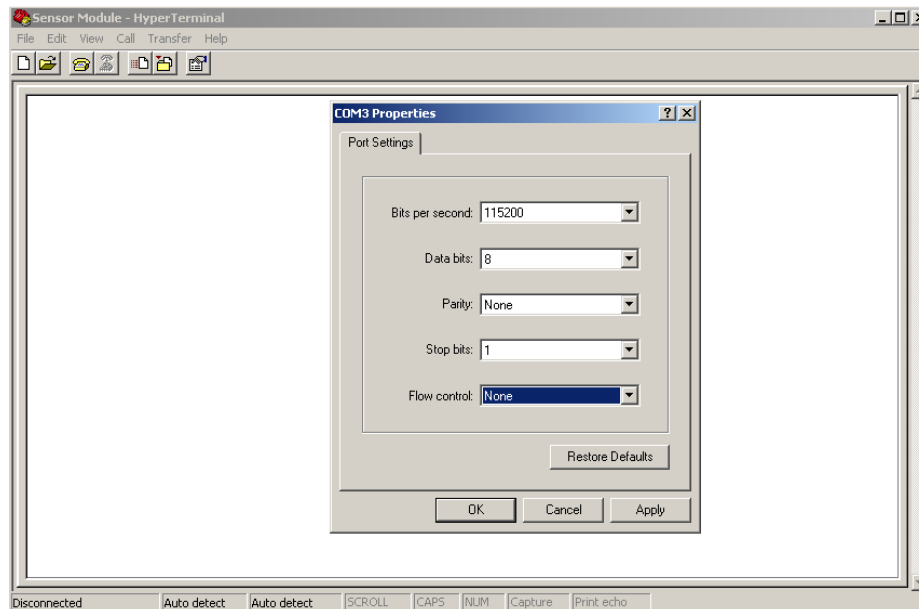 Sensor Module - HyperTerminal
File Edit View Call Transfer Help
COM3 Properties
Port Settings
Bits per second: 115200
Data bits: 8
Parity: None
Stop bits: 1
Flow control: None
Restore Defaults
OK Cancel Apply
Disconnected Auto detect Auto detect SCROLL CAPS NUM Capture Print echo